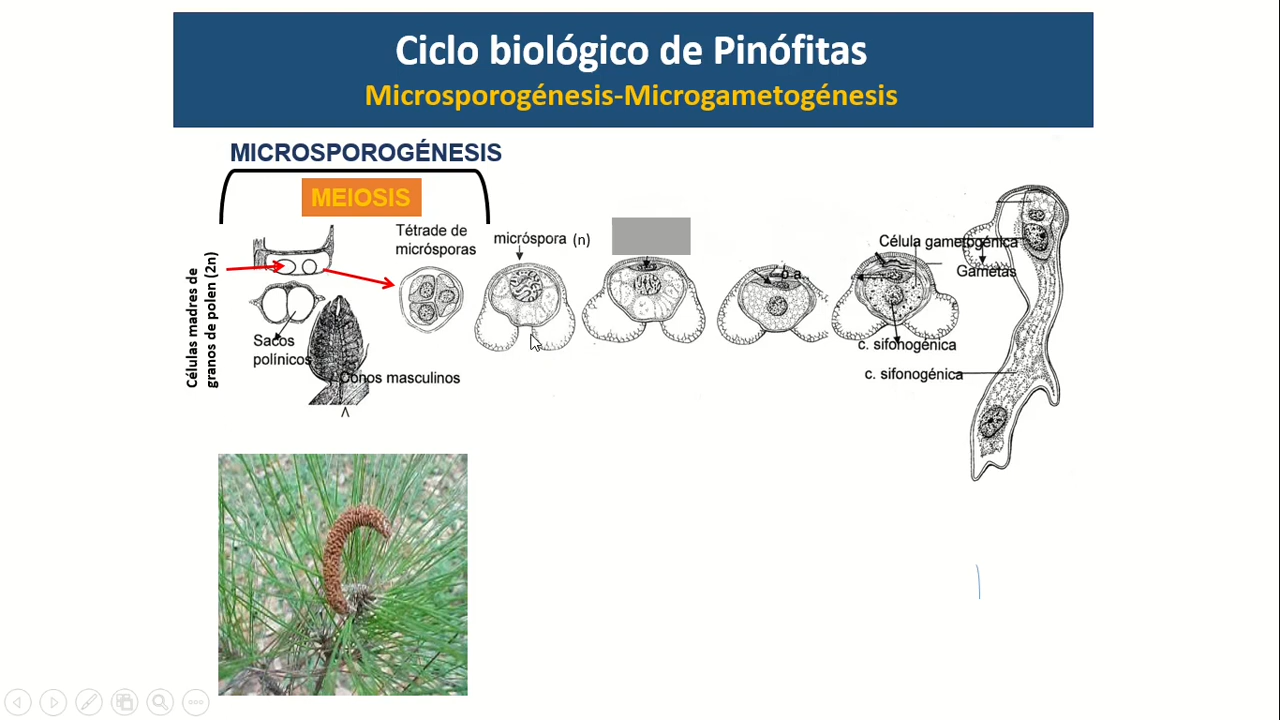 Ciclo biológico de Pinófitas
Microsporogénesis-Microgametogénesis
MICROSPOROGÉNESIS
MEIOSIS
Células madres de
granos de polen (2n)
Tétrade de
micrósporas
micróspora (n)
Sacos
polínicos
Conos masculinos
b a
Célula gametogénica
Gametas
c. sifonogénica
c. sifonogénica